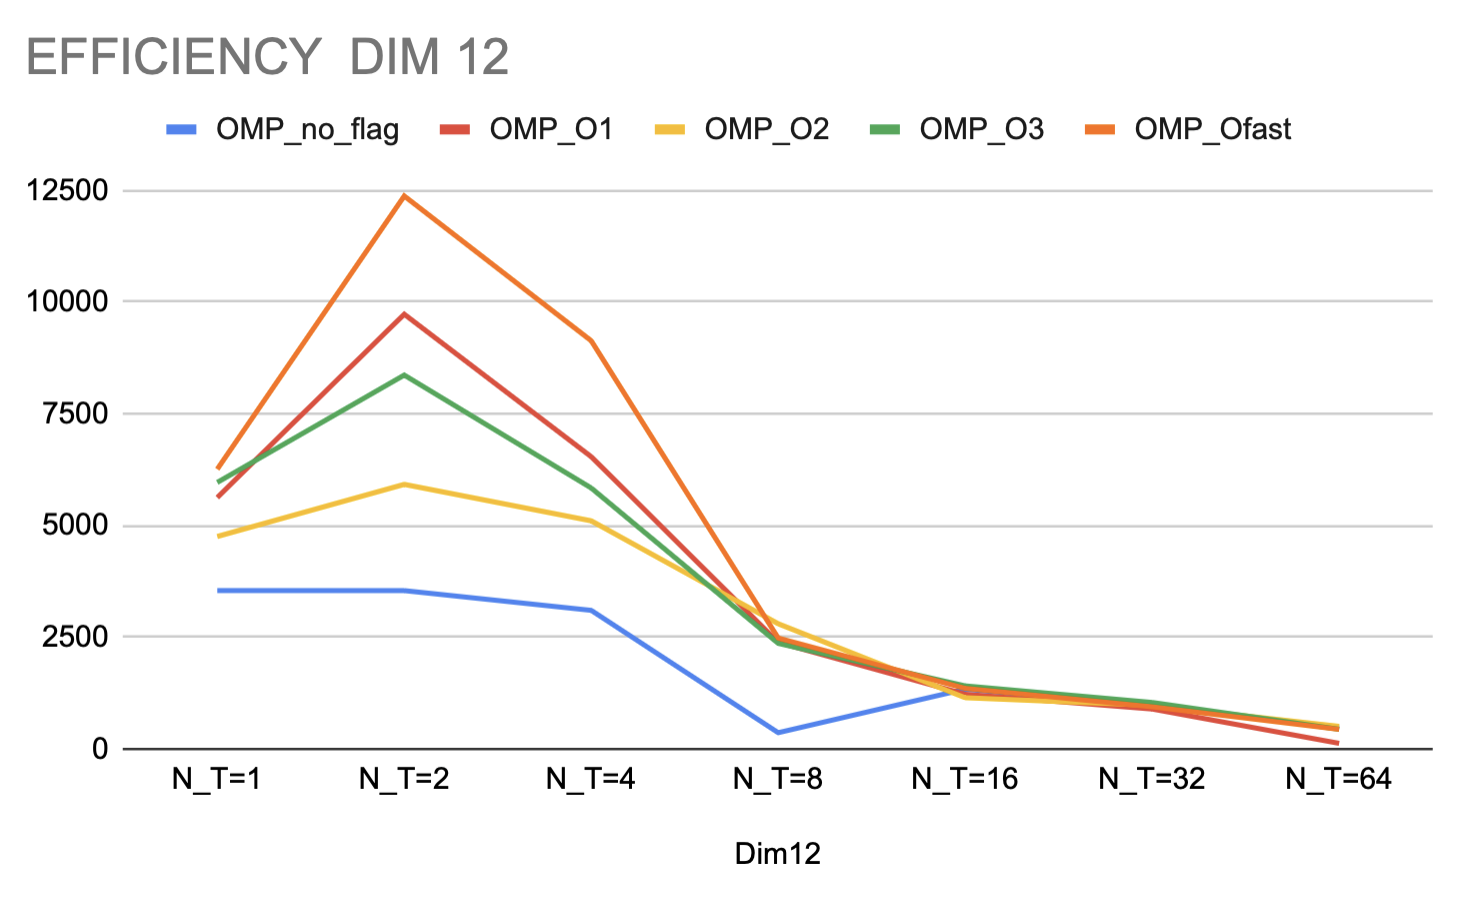 EFFICIENCY DIM 12
OMP_no_flag OMP_O1 OMP_O2 OMP_O3 OMP_Ofast
12500
10000
7500
5000
2500
0
N_T=1 N_T=2 N_T=4 N_T=8 N_T=16 N_T=32 N_T=64
Dim12